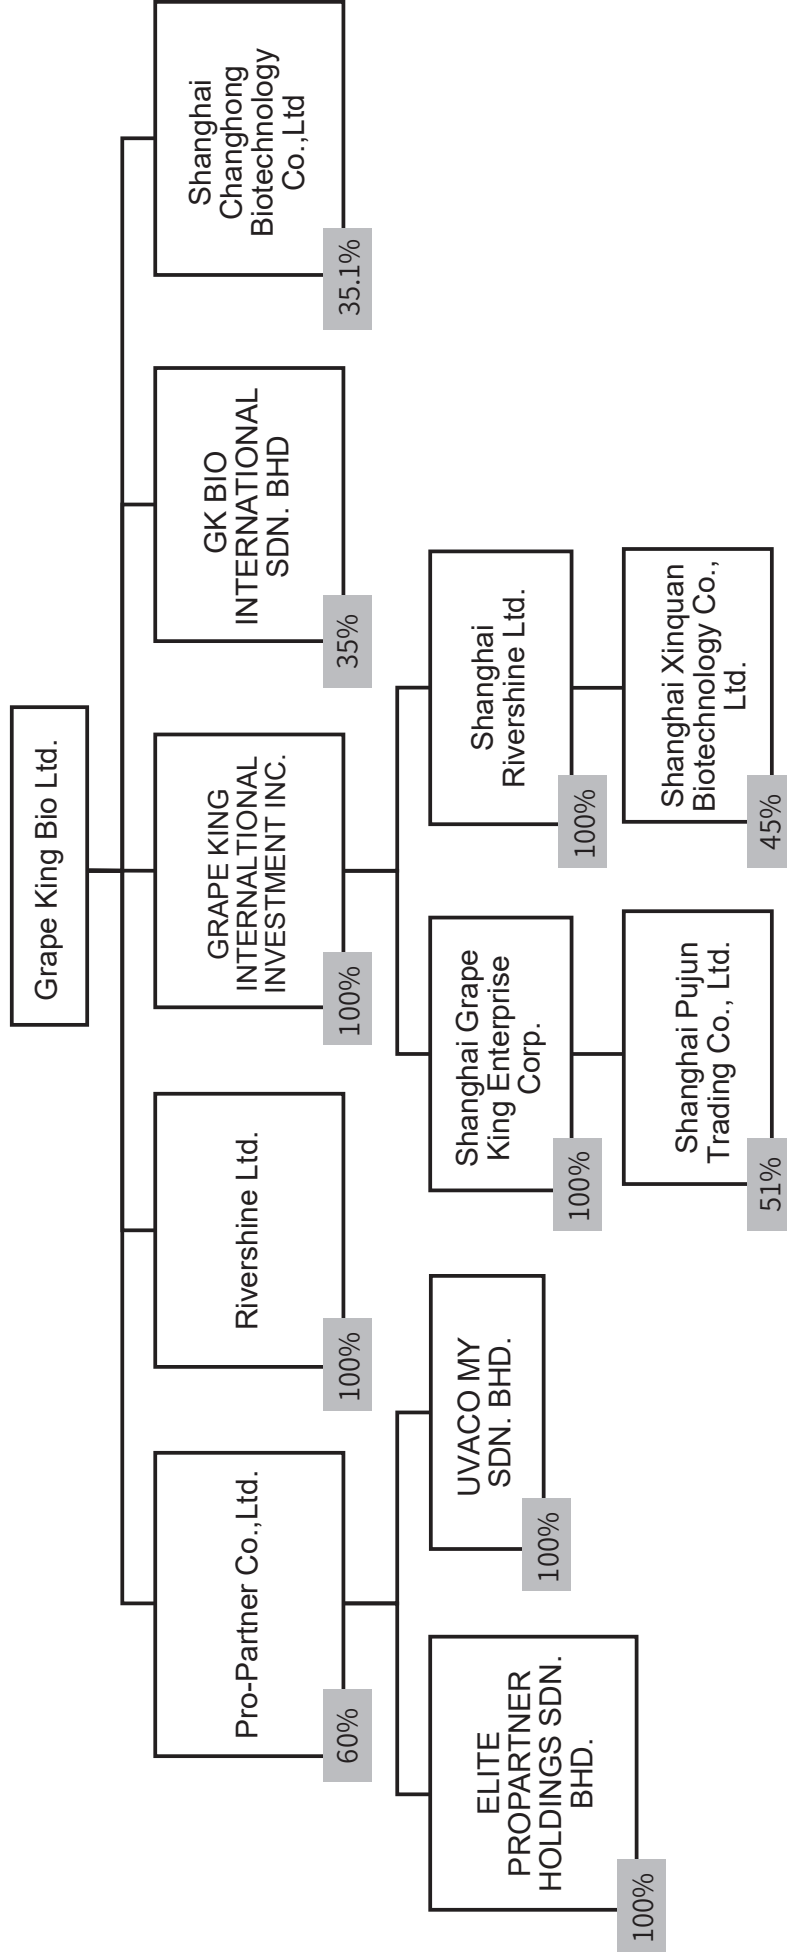 Grape King Bio Ltd.
Pro-Partner Co.,Ltd.
60%
Rivershine Ltd.
100%
GRAPE KING
INTERNALTIONAL
INVESTMENT INC.
100%
GK BIO
INTERNATIONAL
SDN. BHD
35%
Shanghai
Changhong
Biotechnology
Co.,Ltd
35.1%
ELITE
PROPARTNER
HOLDINGS SDN.
BHD.
100%
UVACO MY
SDN. BHD.
100%
Shanghai Grape
King Enterprise
Corp.
100%
Shanghai
Rivershine Ltd.
100%
Shanghai Pujun
Trading Co., Ltd.
51%
Shanghai Xinquan
Biotechnology Co.,
Ltd.
45%